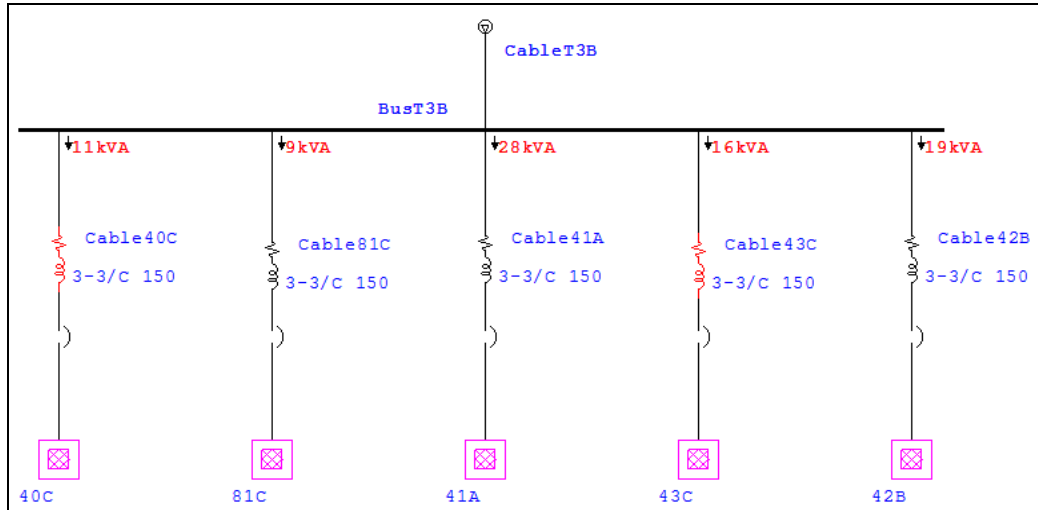 CableT3B
BusT3B
11kVA 9kVA 28kVA 16kVA 19kVA
Cable40C Cable81C Cable41A Cable43C Cable42B
3-3/C 150 3-3/C 150 3-3/C 150 3-3/C 150 3-3/C 150
40C 81C 41A 43C 42B